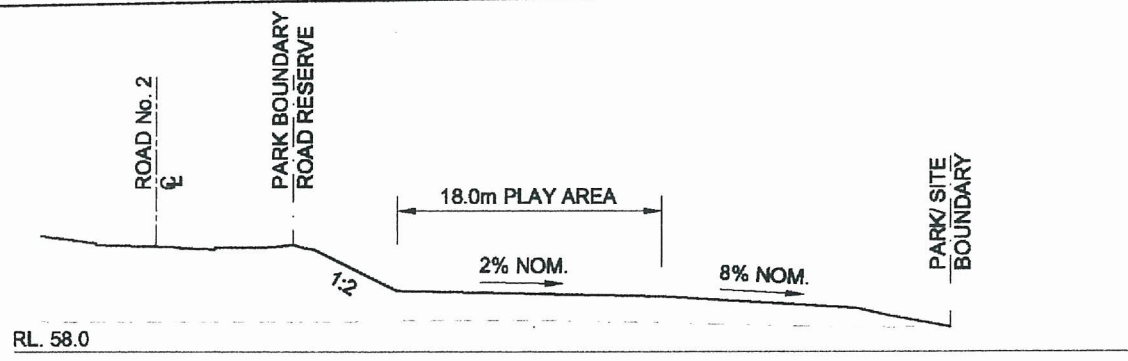 ROAD No. 2
℄
PARK BOUNDARY
ROAD RESERVE
18.0m PLAY AREA
PARK/ SITE
BOUNDARY
1:2
2% NOM.
8% NOM.
RL. 58.0